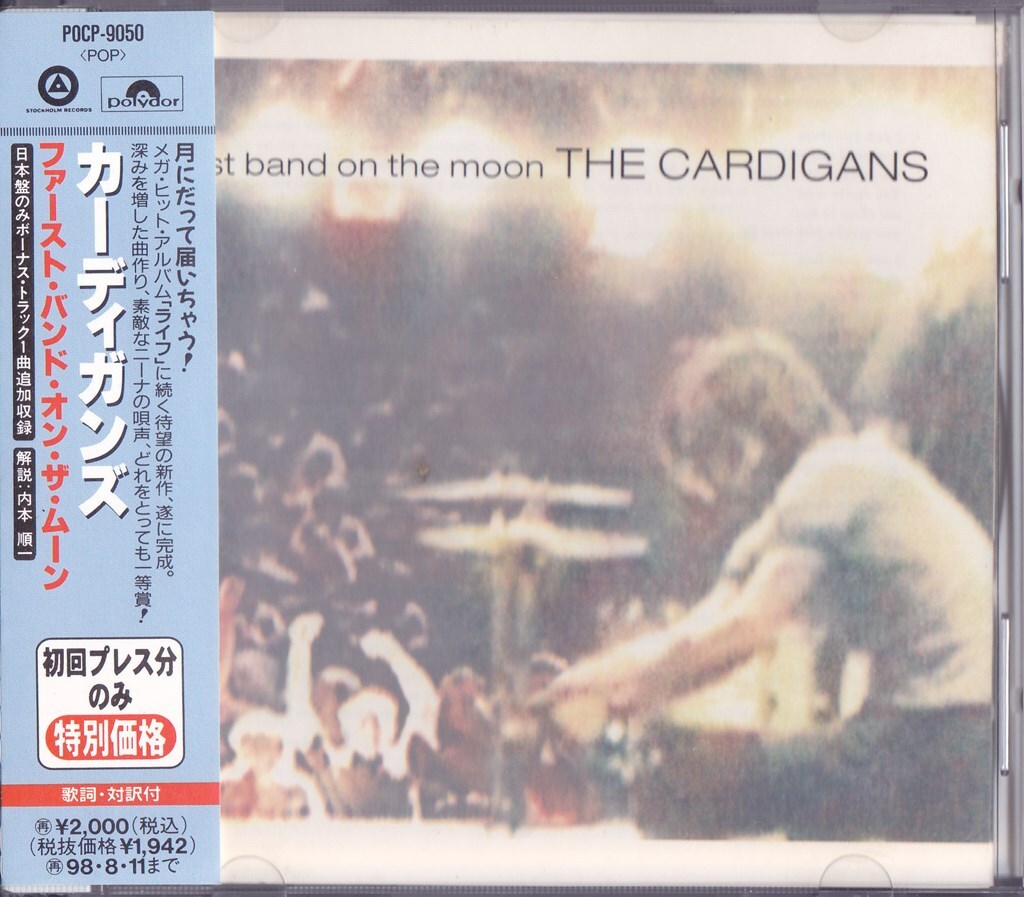 POCP-9050
〈POP〉
STOCKHOLM RECORDS
polydor
月にだって届いちゃう!
メガ・ヒット・アルバム「ライフ」に続く待望の新作、遂に完成。
深みを増した曲作り、素敵なニーナの唄声、どれをとっても一等賞!
カーディガンズ
ファースト・バンド・オン・ザ・ムーン
日本盤のみボーナス・トラック1曲追加収録
解説:内本 順一
初回プレス分
のみ
特別価格
歌詞・対訳付
再¥2,000(税込)
(税抜価格¥1,942)
再98・8・11まで
st band on the moon THE CARDIGANS